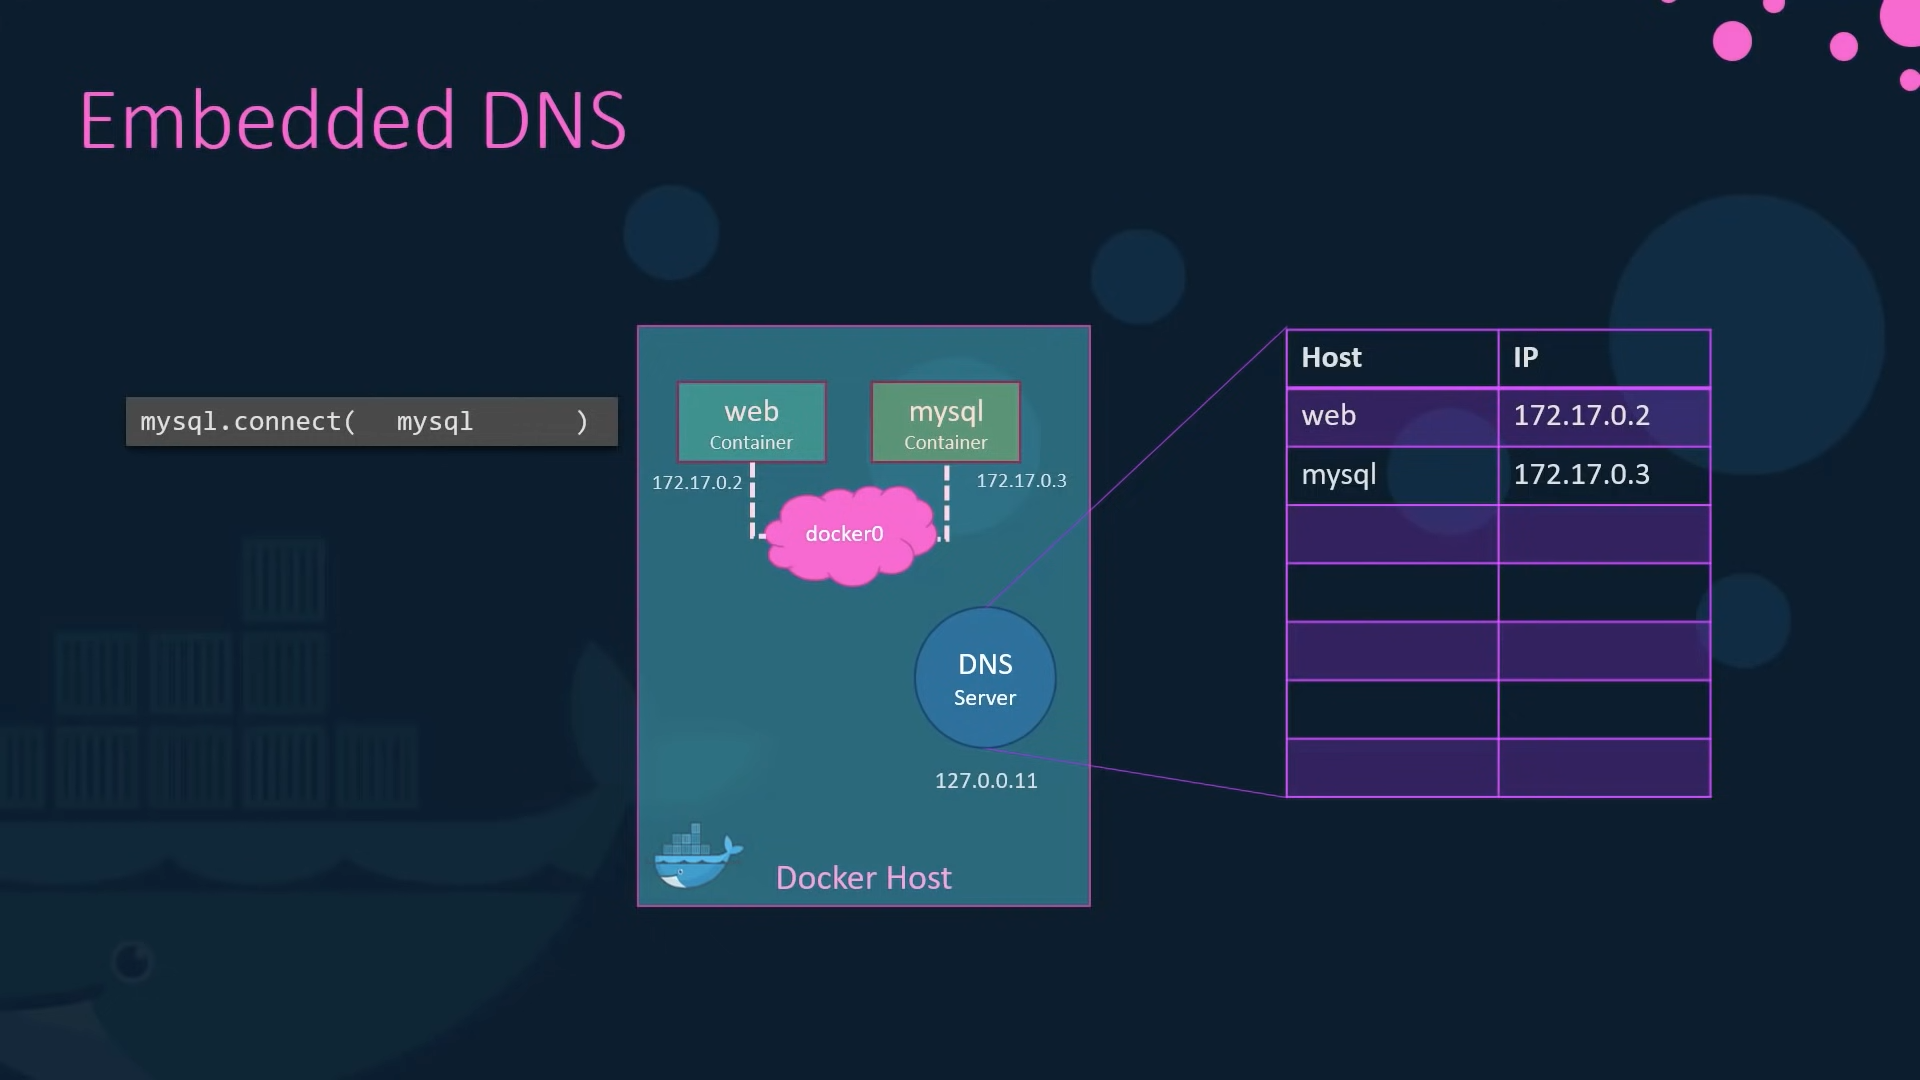 Embedded DNS
mysql.connect( mysql )
web
Container
mysql
Container
172.17.0.2
172.17.0.3
docker0
DNS
Server
127.0.0.11
Docker Host
Host IP
web 172.17.0.2
mysql 172.17.0.3